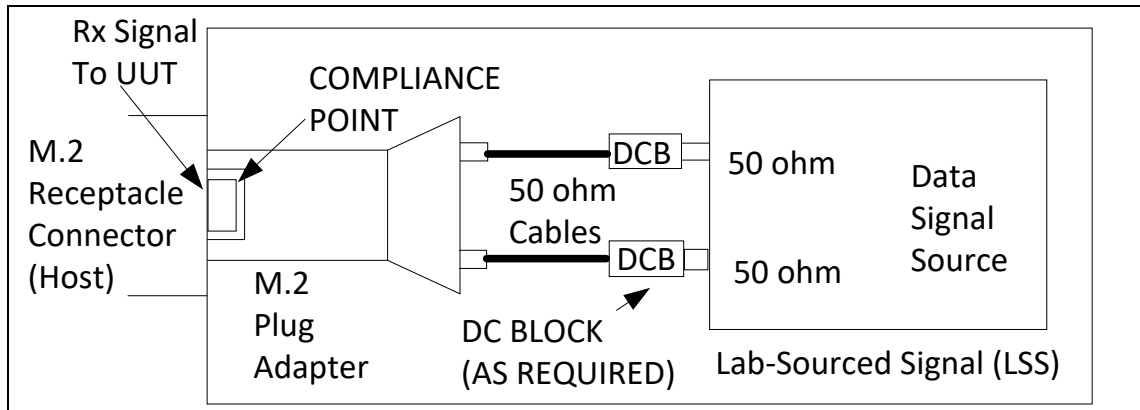 Rx Signal
To UUT
COMPLIANCE
POINT
M.2
Receptacle
Connector
(Host)
M.2
Plug
Adapter
DCB
50 ohm
Cables
DCB
DC BLOCK
(AS REQUIRED)
50 ohm
50 ohm
Data
Signal
Source
Lab-Sourced Signal (LSS)